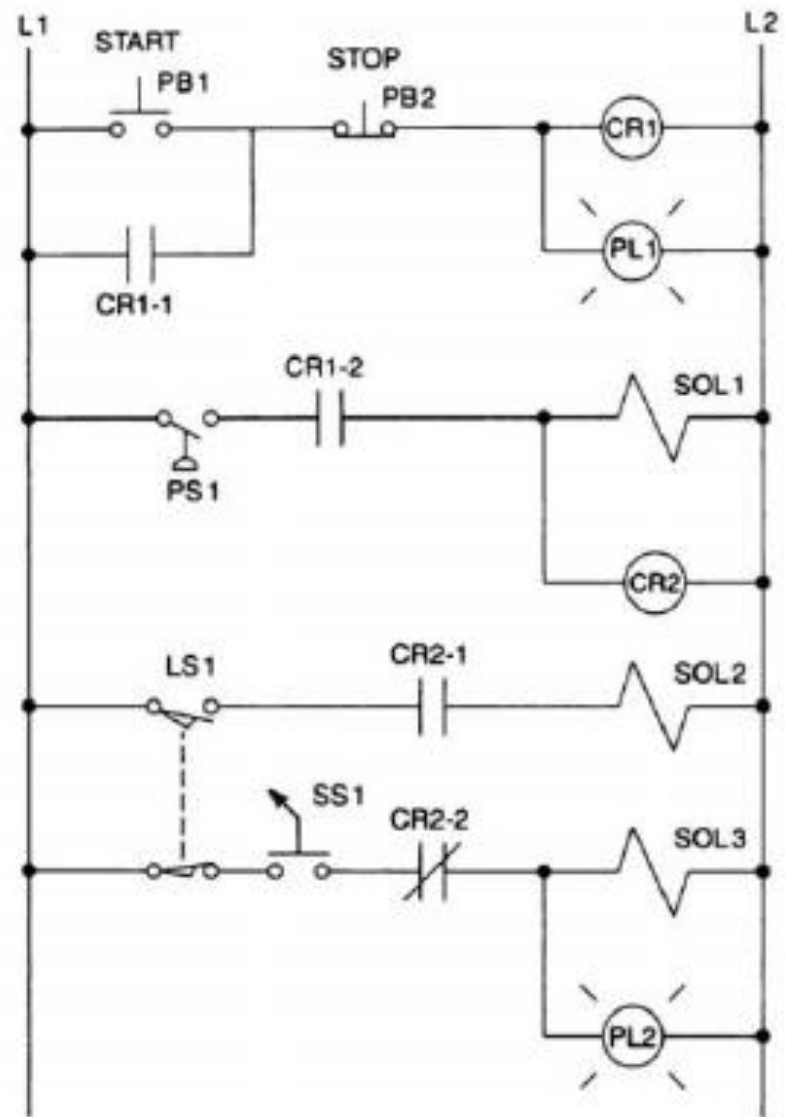 L1
L2
START
PB1
STOP
PB2
CR1
PL1
CR1-1
CR1-2
SOL1
PS1
CR2
LS1
CR2-1
SOL2
SS1
CR2-2
SOL3
PL2